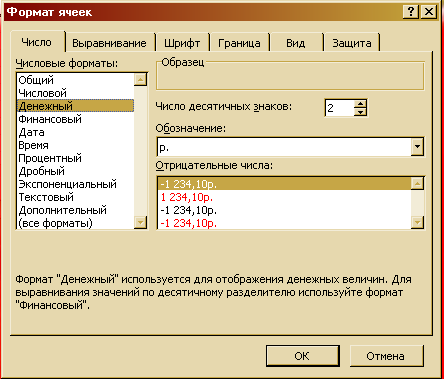 Формат ячеек
Число Выравнивание Шрифт Граница Вид Защита
Числовые форматы:
Общий
Числовой
Денежный
Финансовый
Дата
Время
Процентный
Дробный
Экспоненциальный
Текстовый
Дополнительный
(все форматы)
Образец
Число десятичных знаков: 2
Обозначение:
р.
Отрицательные числа:
-1 234,10р.
1 234,10р.
-1 234,10р.
-1 234,10р.
Формат "Денежный" используется для отображения денежных величин. Для
выравнивания значений по десятичному разделителю используйте формат
"Финансовый".
ОК Отмена